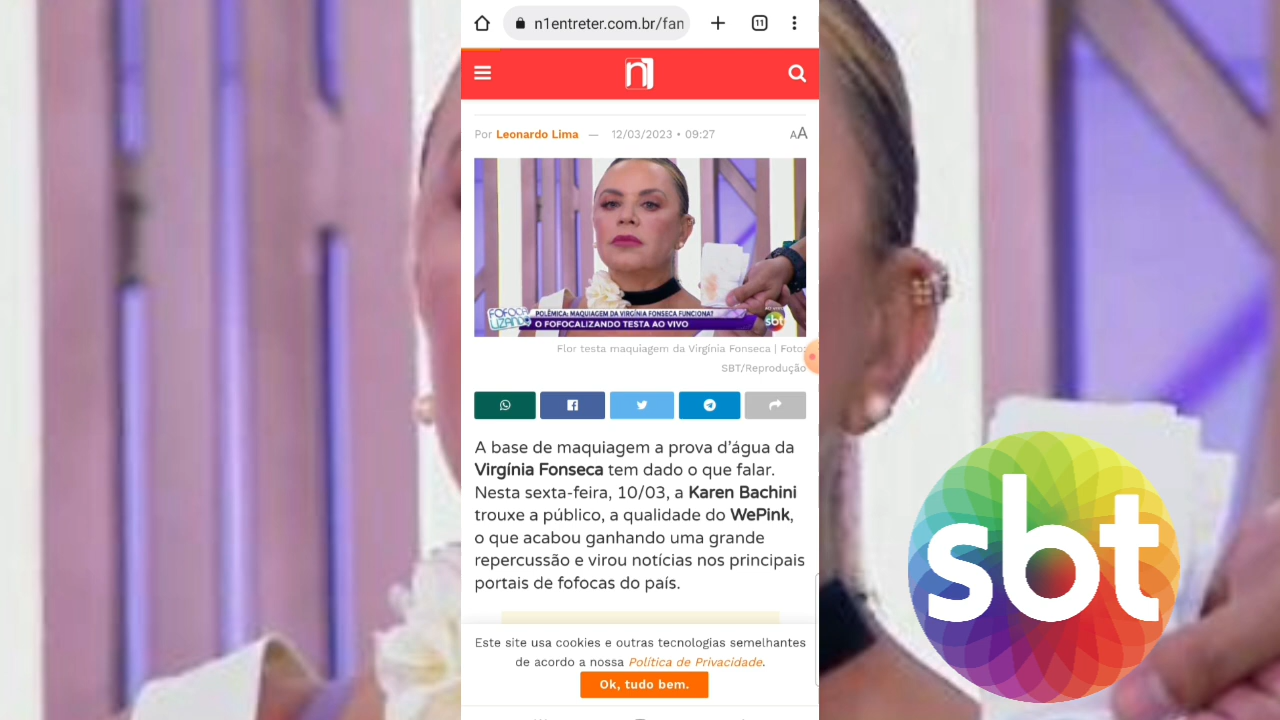 n1entreter.com.br/fan
11
n
Por Leonardo Lima — 12/03/2023 • 09:27
AA
FOFOCA
LIZANDO
POLÊMICA: MAQUIAGEM DA VIRGÍNIA FONSECA FUNCIONA?
O FOFOCALIZANDO TESTA AO VIVO
sbt
Flor testa maquiagem da Virgínia Fonseca | Foto:
SBT/Reprodução
A base de maquiagem a prova d'água da
Virgínia Fonseca tem dado o que falar.
Nesta sexta-feira, 10/03, a Karen Bachini
trouxe a público, a qualidade do WePink,
o que acabou ganhando uma grande
repercussão e virou notícias nos principais
portais de fofocas do país.
Este site usa cookies e outras tecnologias semelhantes
de acordo a nossa Política de Privacidade.
Ok, tudo bem.
sbt